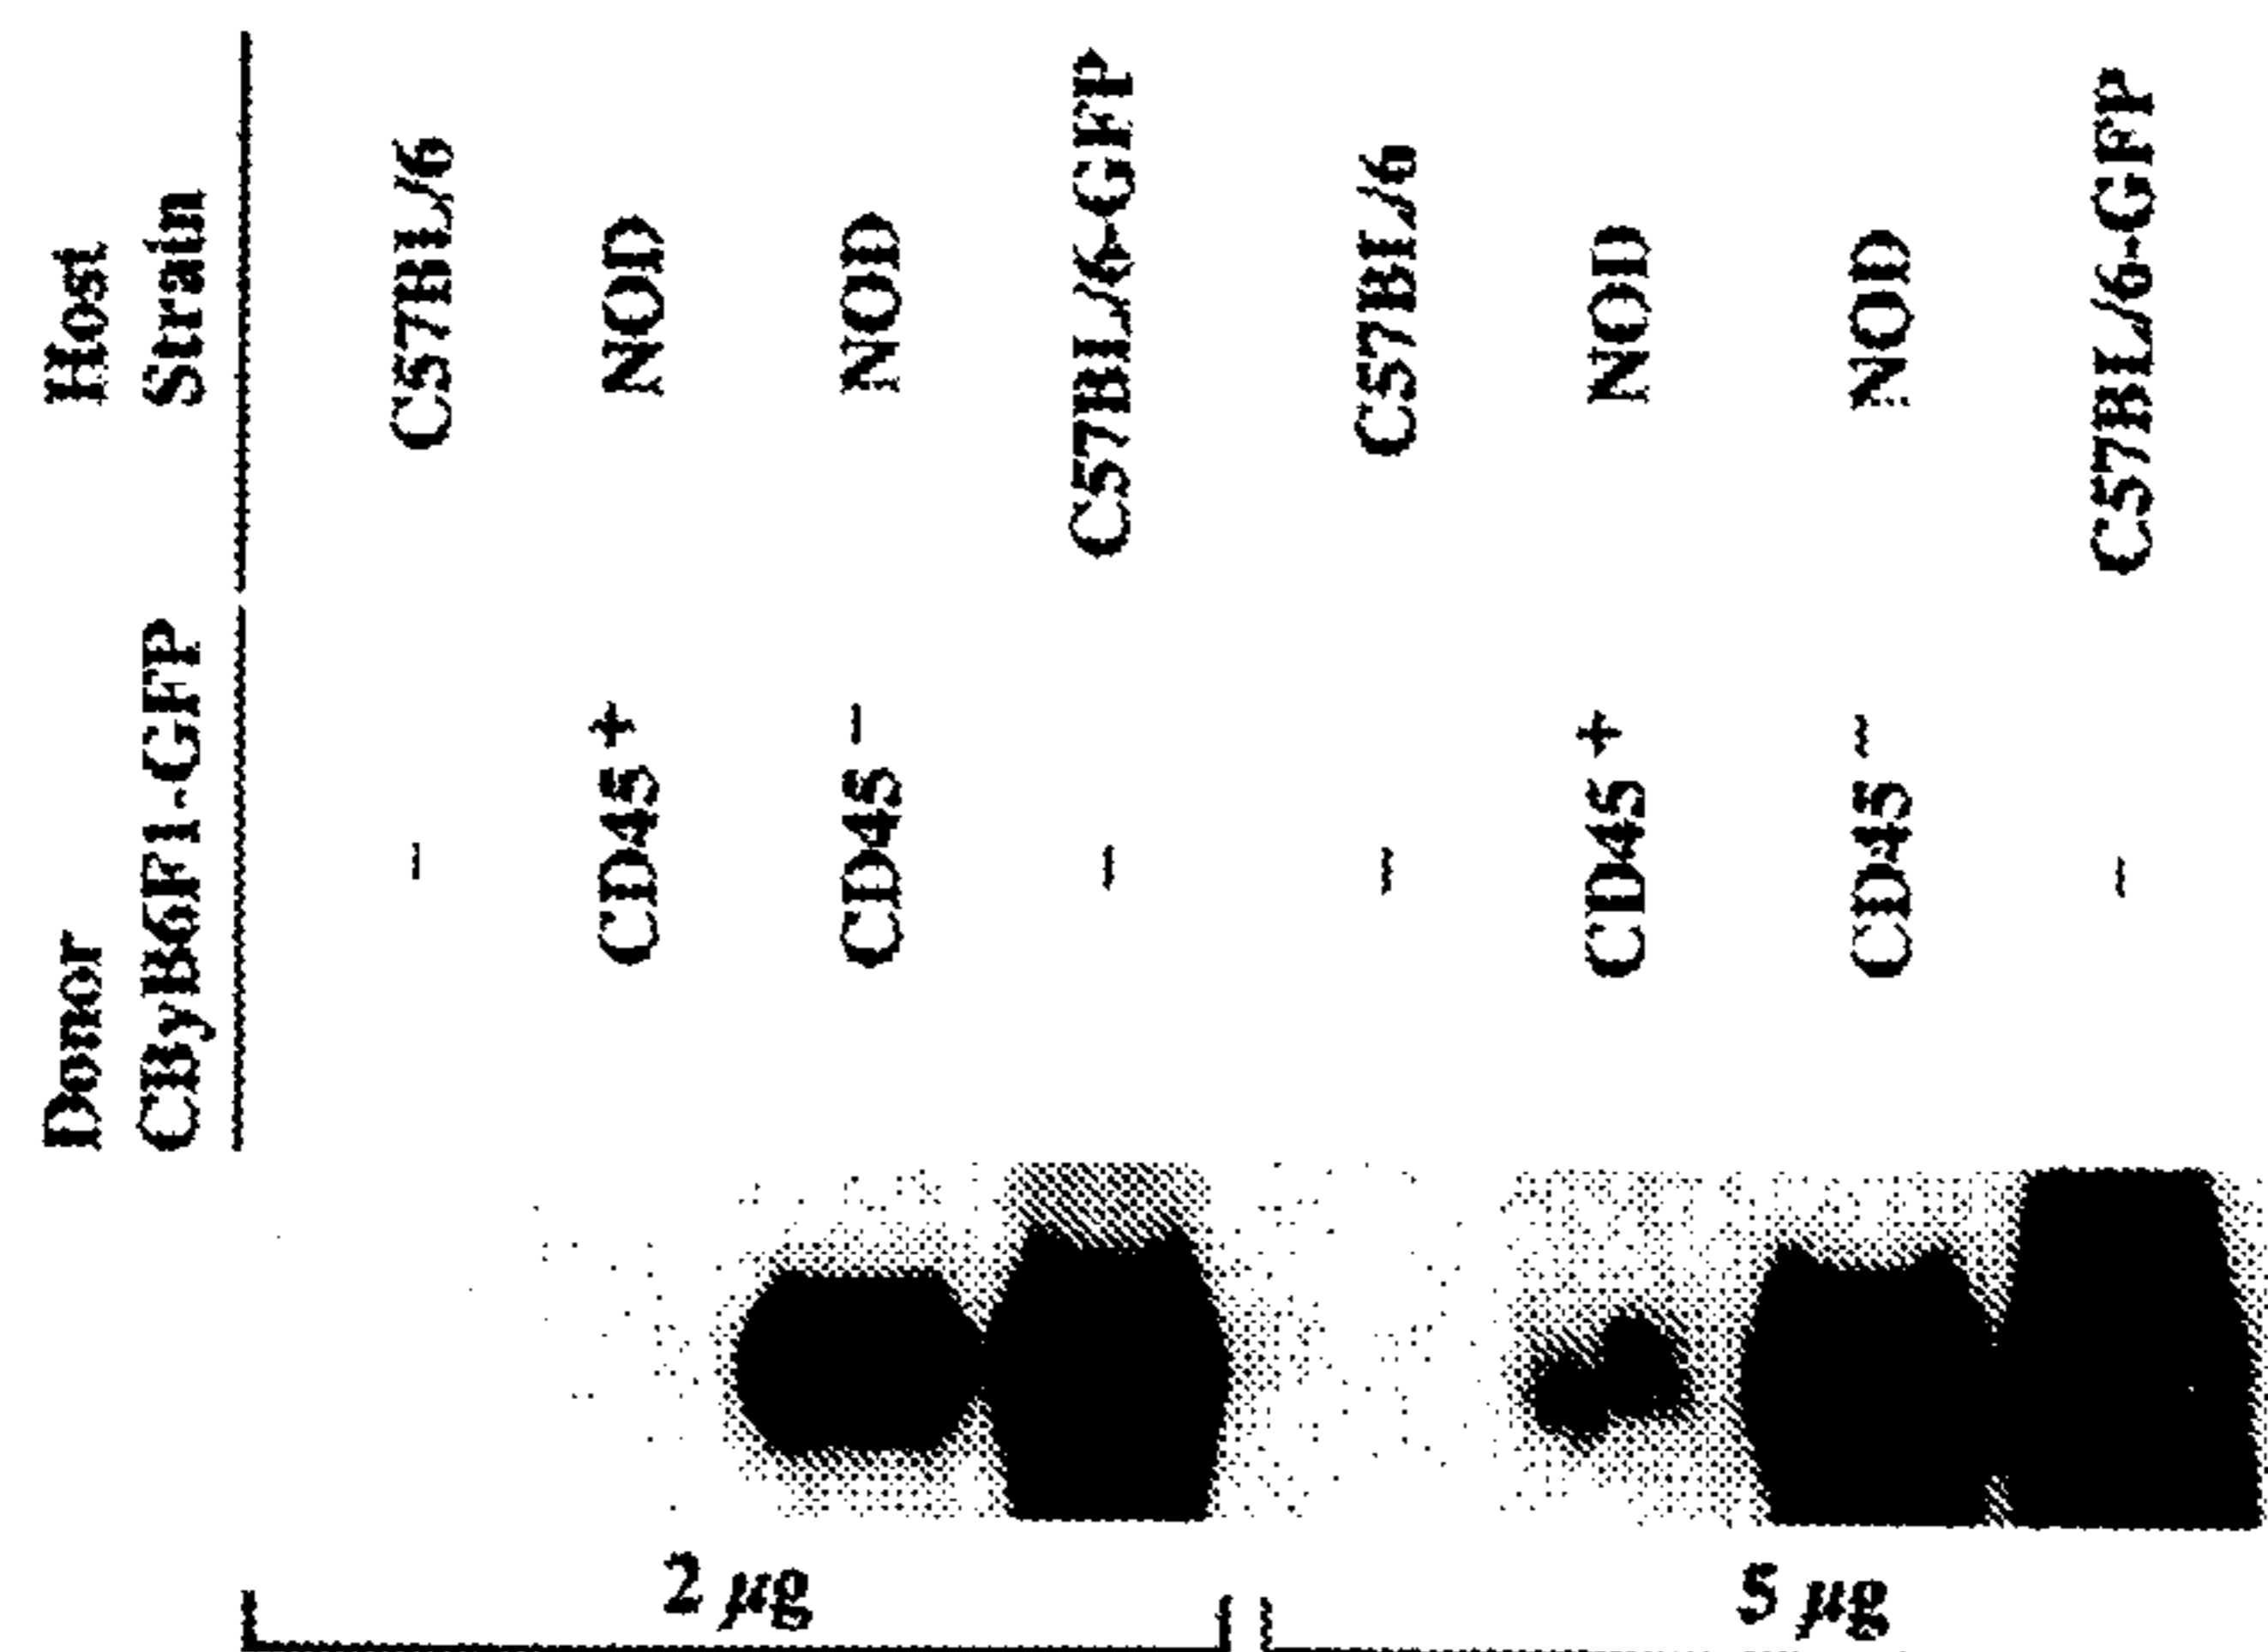 Host
Strain
C57BL/6
NOD
NOD
C57BL/6-GFP
C57BL/6
NOD
NOD
C57BL/6-GFP
Donor
CByB6F1-GFP
-
CD45 +
CD45 -
-
-
CD45 +
CD45 -
-
2 µg
5 µg